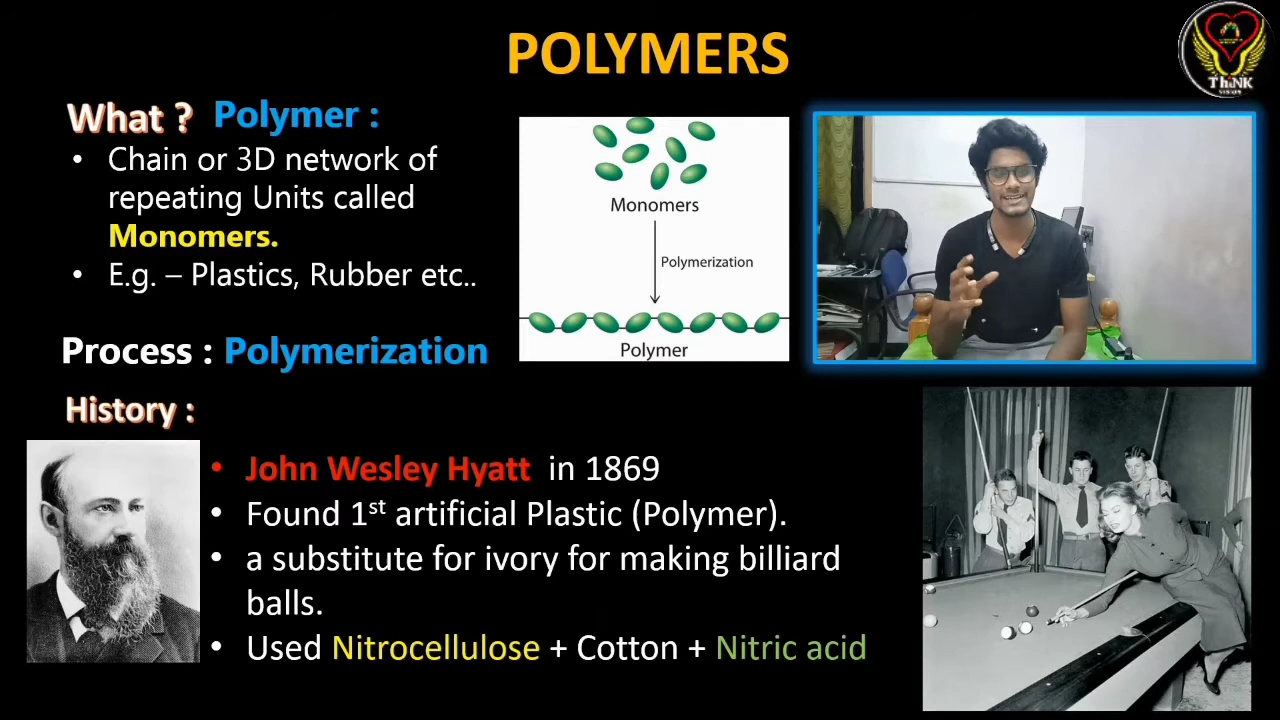 POLYMERS
ThiNK
What ? Polymer :
• Chain or 3D network of
repeating Units called
Monomers.
• E.g. – Plastics, Rubber etc..
Process : Polymerization
Monomers
Polymerization
Polymer
History :
• John Wesley Hyatt in 1869
• Found 1st artificial Plastic (Polymer).
• a substitute for ivory for making billiard
balls.
• Used Nitrocellulose + Cotton + Nitric acid